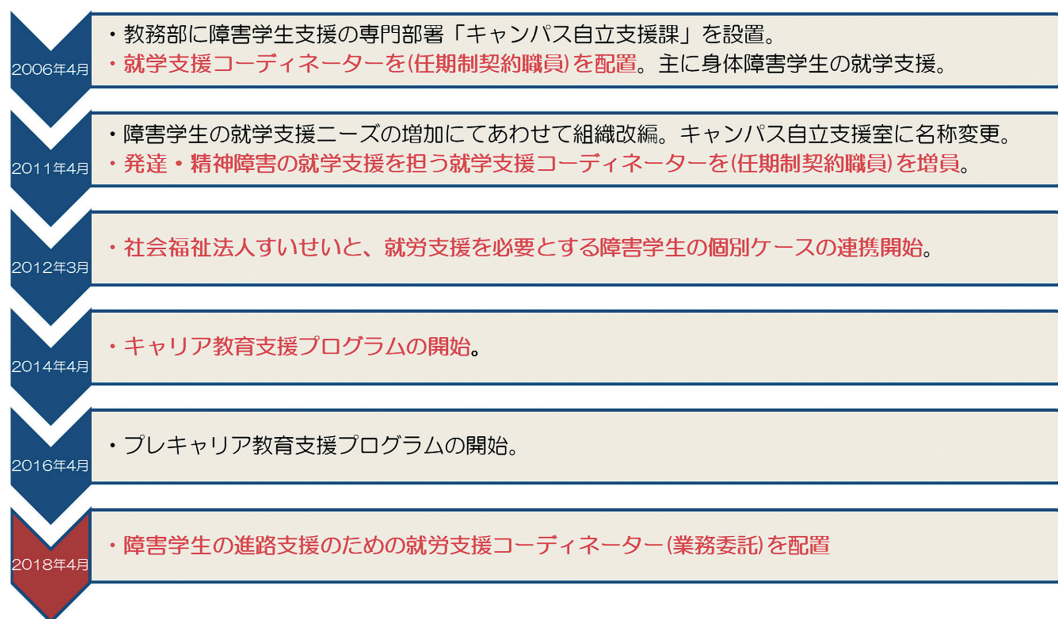 2006年4月
・教務部に障害学生支援の専門部署「キャンパス自立支援課」を設置。
・就学支援コーディネーターを(任期制契約職員)を配置。主に身体障害学生の就学支援。
2011年4月
・障害学生の就学支援ニーズの増加にてあわせて組織改編。キャンパス自立支援室に名称変更。
・発達・精神障害の就学支援を担う就学支援コーディネーターを(任期制契約職員)を増員。
2012年3月
・社会福祉法人すいせいと、就労支援を必要とする障害学生の個別ケースの連携開始。
2014年4月
・キャリア教育支援プログラムの開始。
2016年4月
・プレキャリア教育支援プログラムの開始。
2018年4月
・障害学生の進路支援のための就労支援コーディネーター(業務委託)を配置